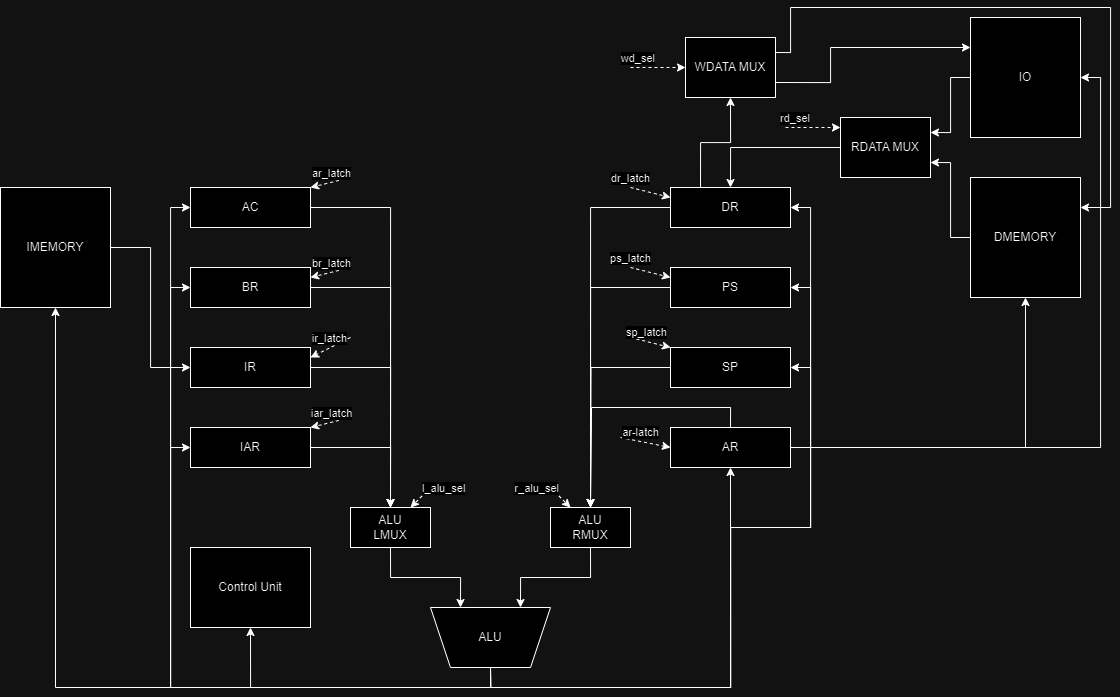 wd_sel
WDATA MUX
IO
rd_sel
RDATA MUX
ar_latch
dr_latch
AC
DR
DMEMORY
IMEMORY
br_latch
ps_latch
BR
PS
ir_latch
sp_latch
IR
SP
iar_latch
ar-latch
IAR
AR
l_alu_sel
r_alu_sel
ALU
LMUX
ALU
RMUX
Control Unit
ALU